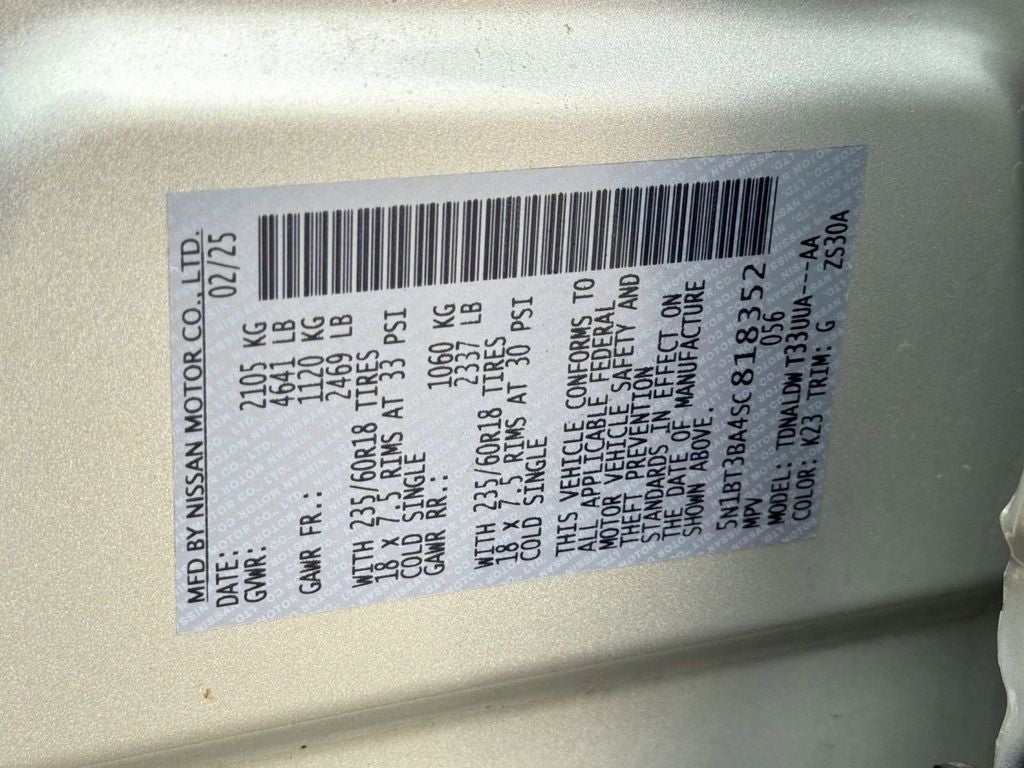 MFD BY NISSAN MOTOR CO., LTD.
DATE: 02/25
GVWR: 2105 KG
4641 LB
GAWR FR.: 1120 KG
2469 LB
WITH 235/60R18 TIRES
18 X 7.5 RIMS AT 33 PSI
COLD SINGLE
GAWR RR.: 1060 KG
2337 LB
WITH 235/60R18 TIRES
18 X 7.5 RIMS AT 30 PSI
COLD SINGLE
THIS VEHICLE CONFORMS TO
ALL APPLICABLE FEDERAL
MOTOR VEHICLE SAFETY AND
THEFT PREVENTION
STANDARDS IN EFFECT ON
THE DATE OF MANUFACTURE
SHOWN ABOVE.
5N1BT3BA4SC818352
MPV 056
MODEL: TDNALDW T33UUA---AA
COLOR: K23 TRIM: G ZS30A